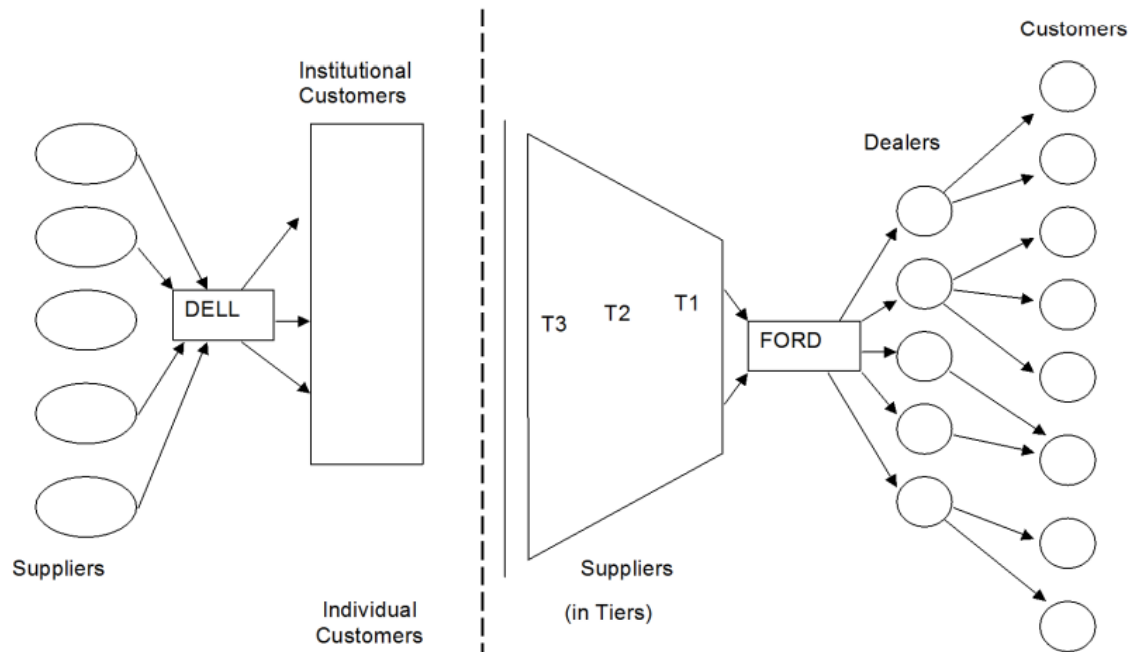 Institutional
Customers
DELL
Suppliers
Individual
Customers
Customers
Dealers
T3
T2
T1
FORD
Suppliers
(in Tiers)